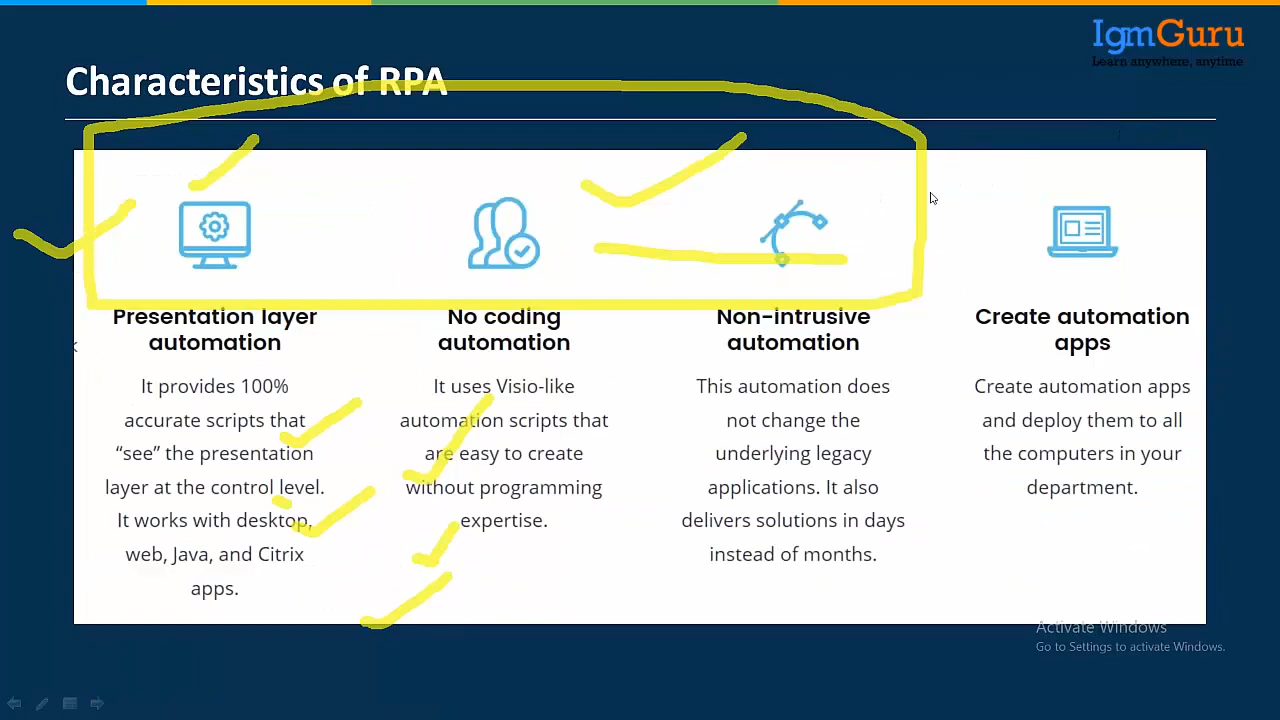 IgmGuru
Learn anywhere, anytime
Characteristics of RPA
Presentation layer
automation
It provides 100%
accurate scripts that
“see” the presentation
layer at the control level.
It works with desktop,
web, Java, and Citrix
apps.
No coding
automation
It uses Visio-like
automation scripts that
are easy to create
without programming
expertise.
Non-intrusive
automation
This automation does
not change the
underlying legacy
applications. It also
delivers solutions in days
instead of months.
Create automation
apps
Create automation apps
and deploy them to all
the computers in your
department.
Activate Windows
Go to Settings to activate Windows.